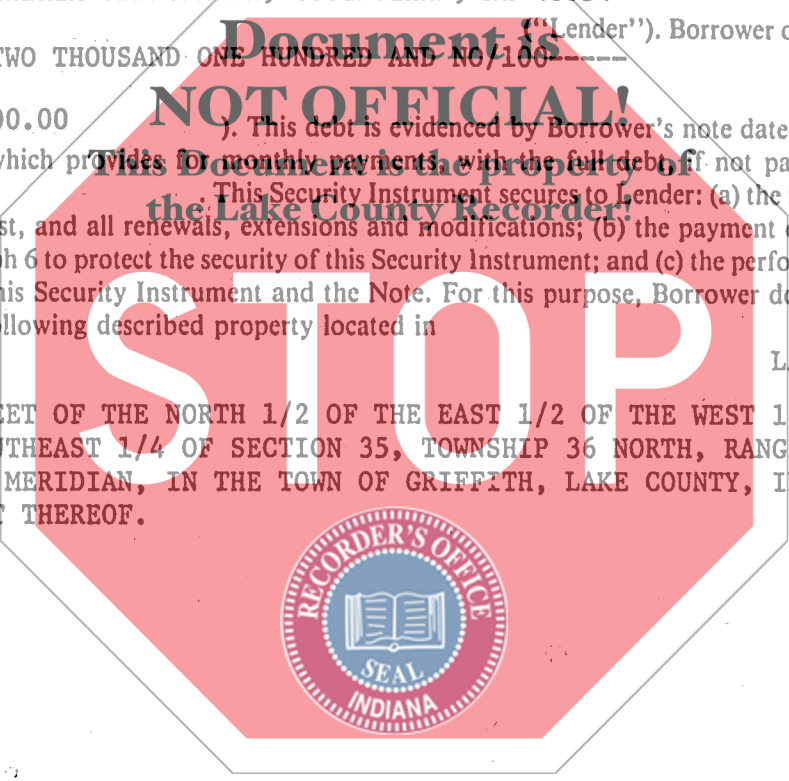 ("Lender"). Borrower
Document is
TWO THOUSAND ONE HUNDRED AND NO/100-----
NOT OFFICIAL!
00.00
). This debt is evidenced by Borrower's note date
This Document is the property of
which provides for monthly payments, with the full debt, if not
. This Security Instrument secures to Lender: (a) the
the Lake County Recorder!
st, and all renewals, extensions and modifications; (b) the payment
ph 6 to protect the security of this Security Instrument; and (c) the perfo
his Security Instrument and the Note. For this purpose, Borrower do
llowing described property located in
STOP
EET OF THE NORTH 1/2 OF THE EAST 1/2 OF THE WEST 1
UTHEAST 1/4 OF SECTION 35, TOWNSHIP 36 NORTH, RANG
MERIDIAN, IN THE TOWN OF GRIFFITH, LAKE COUNTY, I
THEREOF.
RECORDER'S OFFICE
SEAL
INDIANA